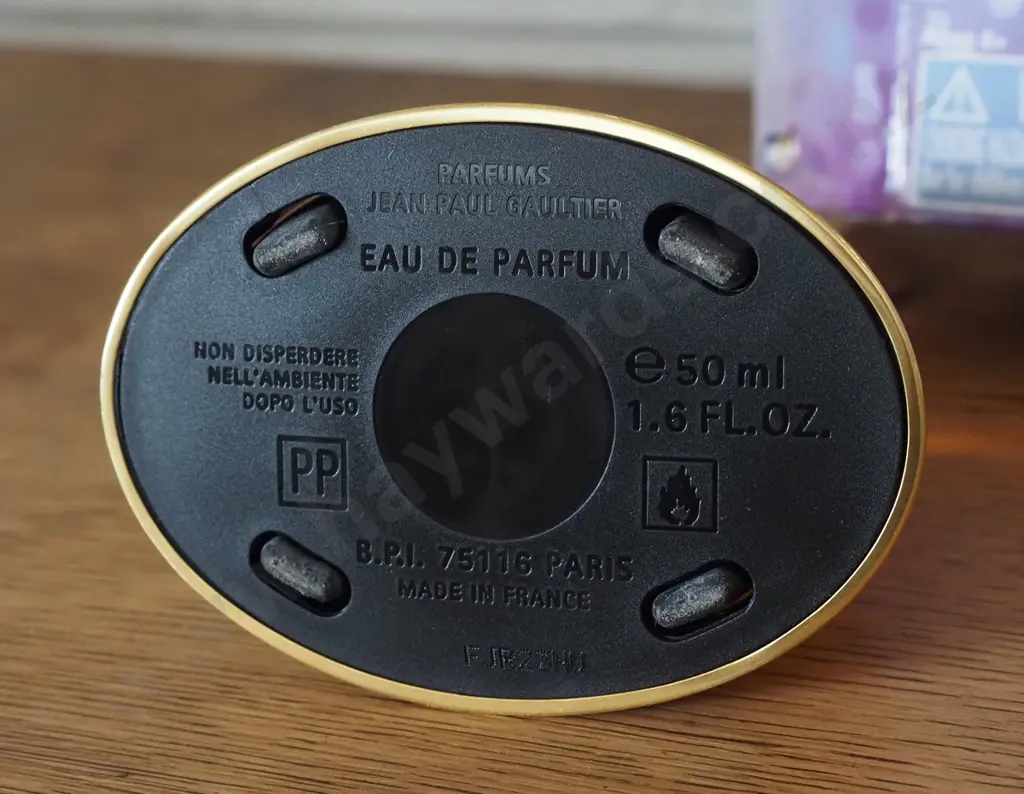 PARFUMS
JEAN PAUL GAULTIER
EAU DE PARFUM
NON DISPERDERE
NELL'AMBIENTE
DOPO L'USO
PP
e 50 ml
1.6 FL.OZ.
B.P.I. 75116 PARIS
MADE IN FRANCE